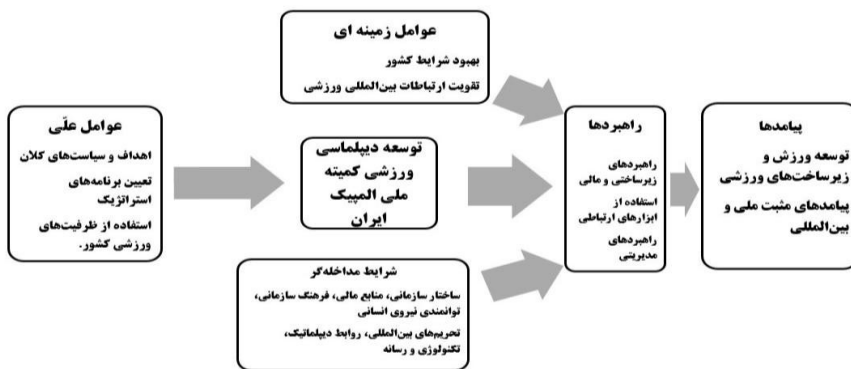 عوامل زمینه ای
بهبود شرایط کشور
تقویت ارتباطات بین‌المللی ورزشی
عوامل علّی
اهداف و سیاست‌های کلان
تعیین برنامه‌های
استراتژیک
استفاده از ظرفیت‌های
ورزشی کشور.
توسعه دیپلماسی
ورزشی کمیته
ملی المپیک
ایران
شرایط مداخله‌گر
ساختار سازمانی، منابع مالی، فرهنگ سازمانی،
توانمندی نیروی انسانی
تحریم‌های بین‌المللی، روابط دیپلماتیک،
تکنولوژی و رسانه
راهبردها
راهبردهای
زیرساختی و مالی
استفاده از
ابزارهای ارتباطی
راهبردهای
مدیریتی
پیامدها
توسعه ورزش و
زیرساخت‌های ورزشی
پیامدهای مثبت ملی و
بین‌المللی